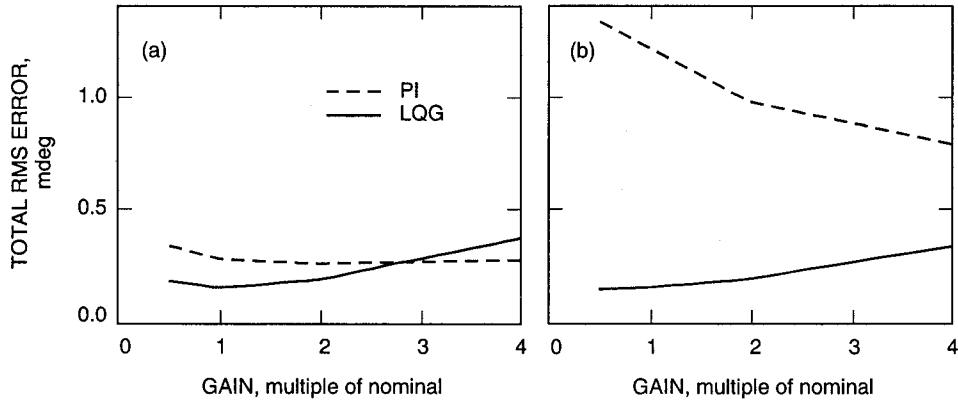 TOTAL RMS ERROR,
mdeg
1.0
0.5
0.0
(a)
PI
LQG
0 1 2 3 4
GAIN, multiple of nominal
(b)
0 1 2 3 4
GAIN, multiple of nominal